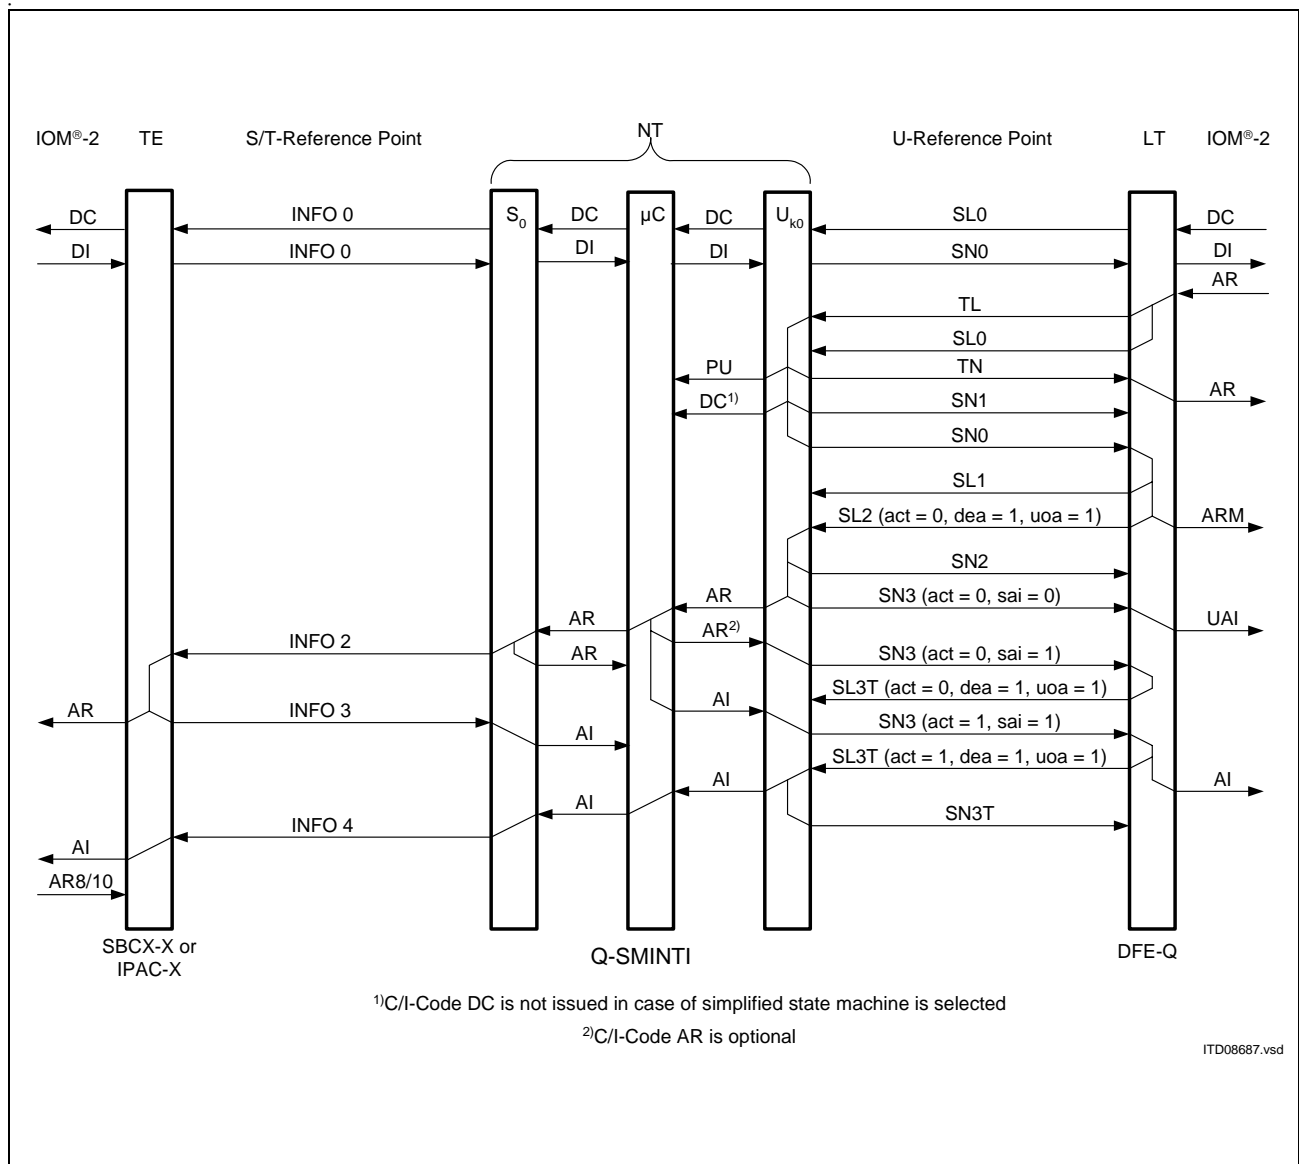 .
NT
IOM®-2 TE S/T-Reference Point U-Reference Point LT IOM®-2
S0 µC Uk0
DC INFO 0 DC DC SL0 DC
DI INFO 0 DI DI SN0 DI
AR
TL
SL0
PU TN AR
DC1) SN1
SN0
SL1
SL2 (act = 0, dea = 1, uoa = 1) ARM
SN2
AR SN3 (act = 0, sai = 0) UAI
AR AR2)
INFO 2 AR SN3 (act = 0, sai = 1)
SL3T (act = 0, dea = 1, uoa = 1)
AR INFO 3 AI SN3 (act = 1, sai = 1)
AI SL3T (act = 1, dea = 1, uoa = 1)
AI AI AI
INFO 4 SN3T
AI
AR8/10
SBCX-X or
IPAC-X
Q-SMINTI
DFE-Q
1)C/I-Code DC is not issued in case of simplified state machine is selected
2)C/I-Code AR is optional
ITD08687.vsd